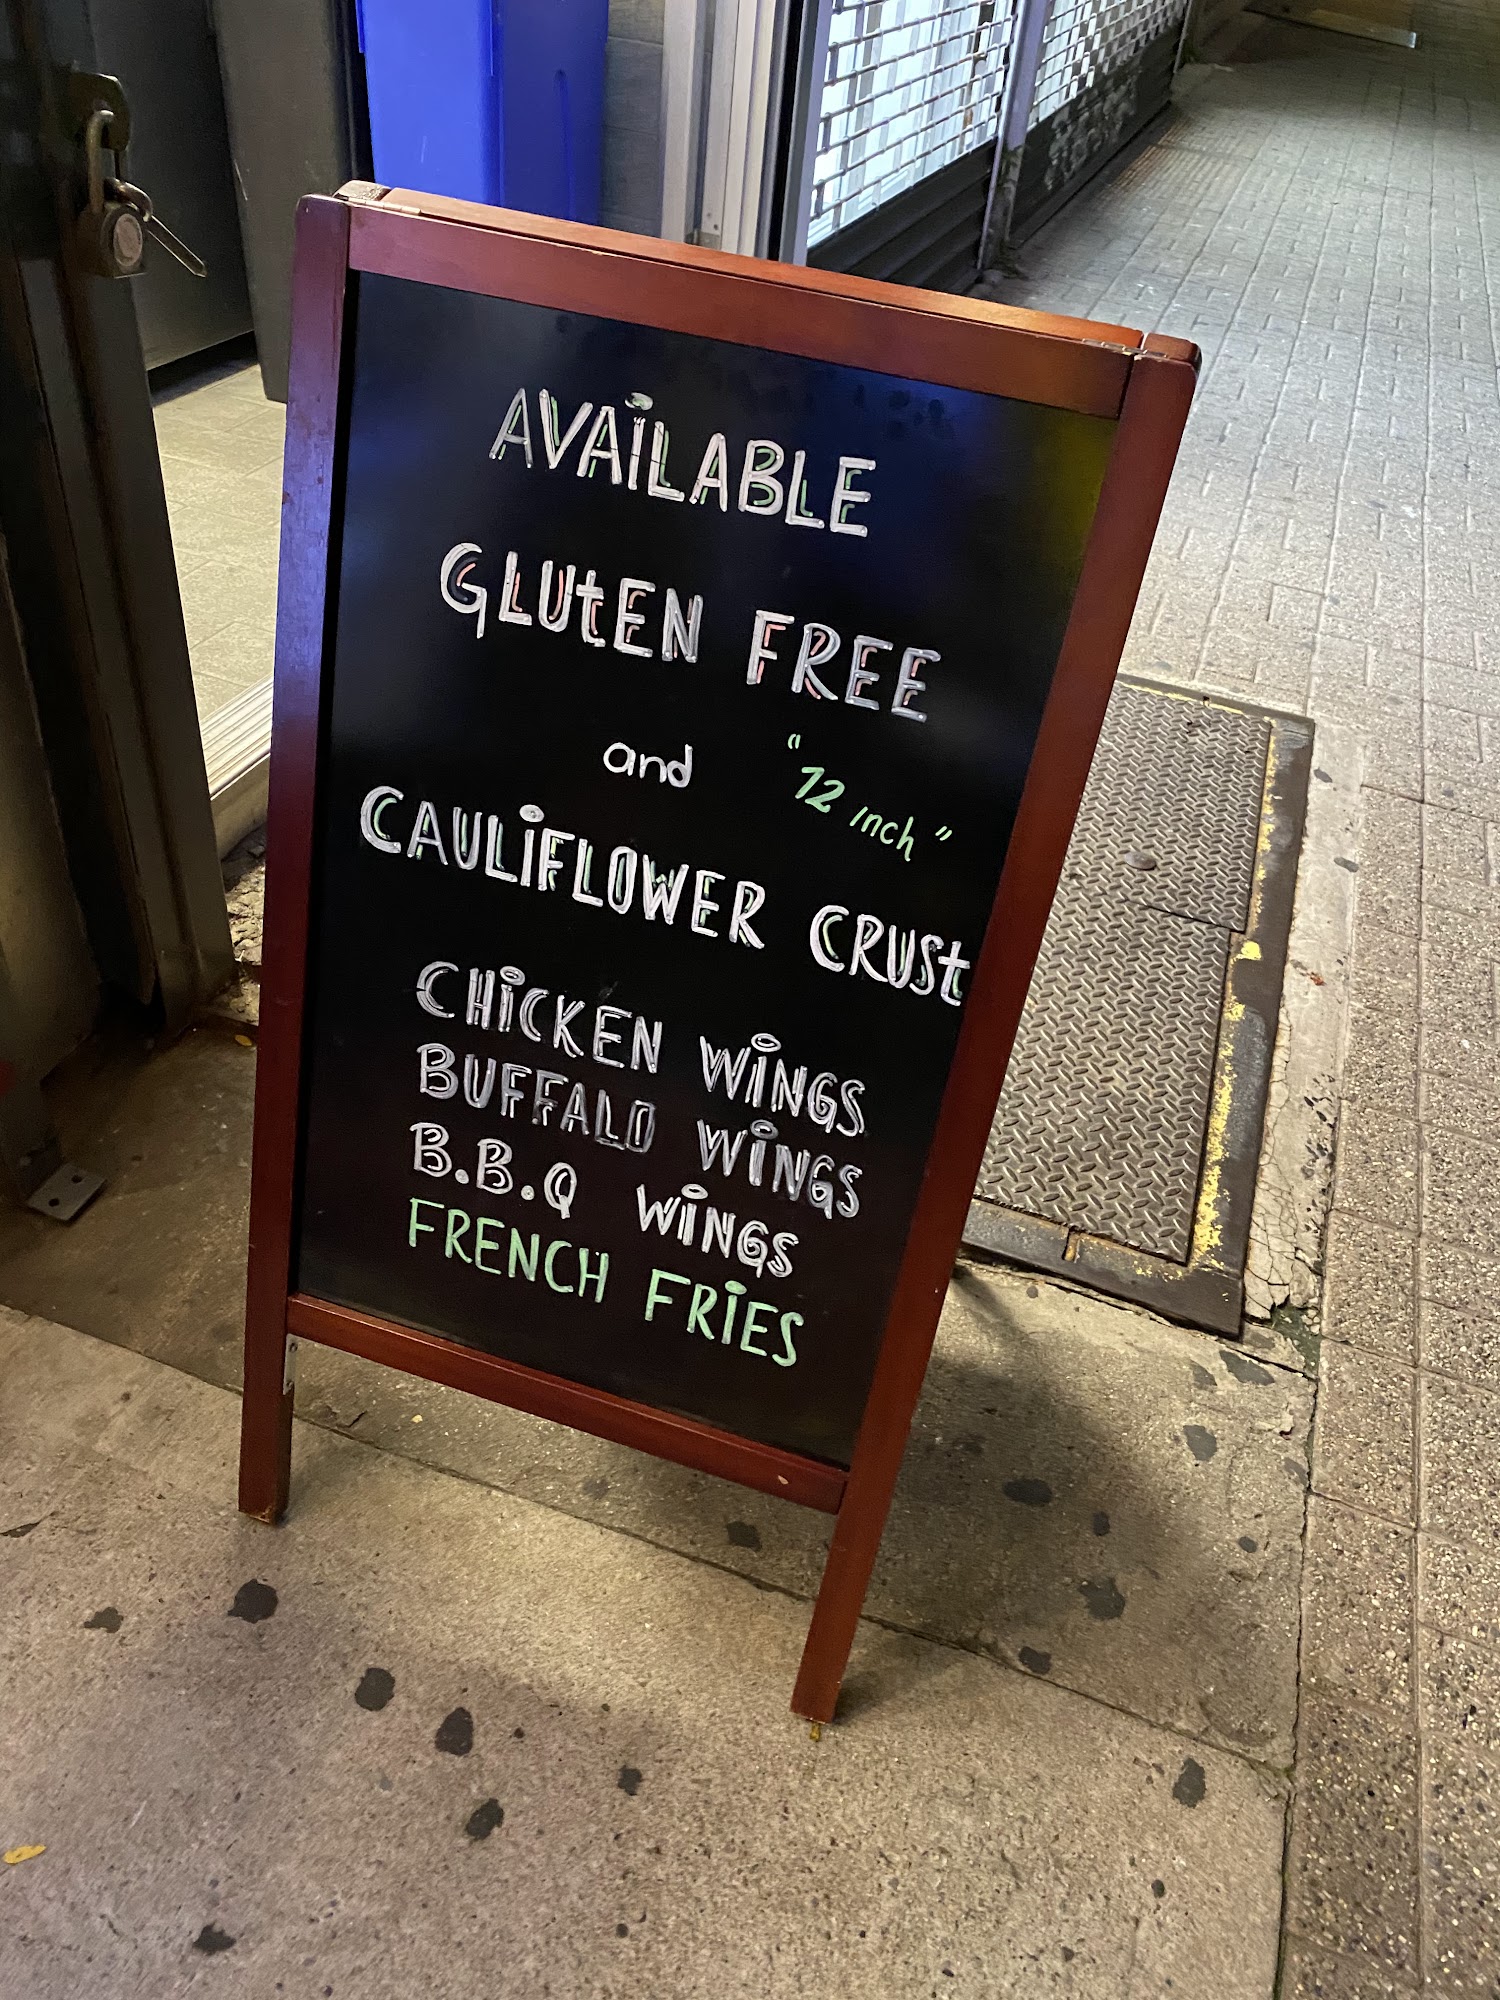 AVAiLABLE
GLUtEN FREE
and "12 inch"
CAULiFLOWER CRUSt
CHiCKEN WiNGS
BUFFALO WiNGS
B.B.Q WiNGS
FRENCH FRiES